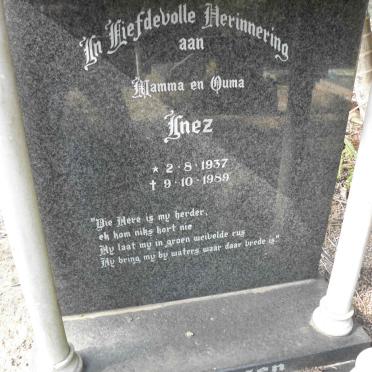 In Liefdevolle Herinnering
aan
Mamma en Ouma
Inez
* 2-8-1937
† 9-10-1989
"Die Here is my herder,
ek kom niks kort nie
Hy laat my in groen weivelde rus
Hy bring my by waters waar daar vrede is"